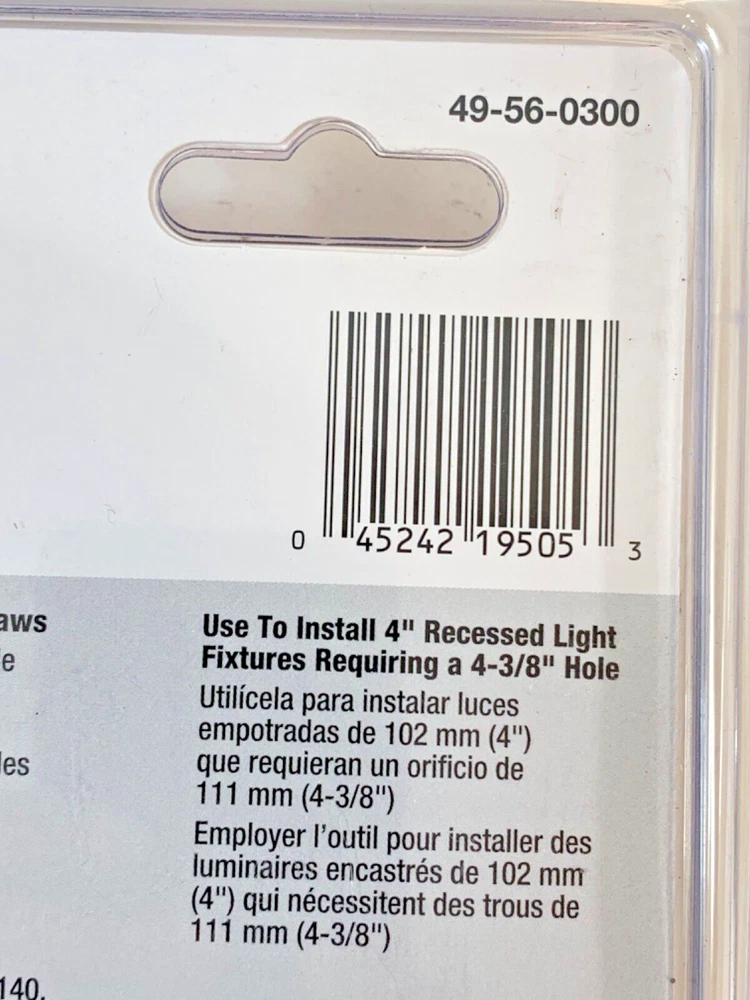 49-56-0300
0 45242 19505 3
aws
Use To Install 4" Recessed Light
Fixtures Requiring a 4-3/8" Hole
e
Utilícela para instalar luces
empotradas de 102 mm (4")
que requieran un orificio de
111 mm (4-3/8")
les
Employer l'outil pour installer des
luminaires encastrés de 102 mm
(4") qui nécessitent des trous de
111 mm (4-3/8")
140.